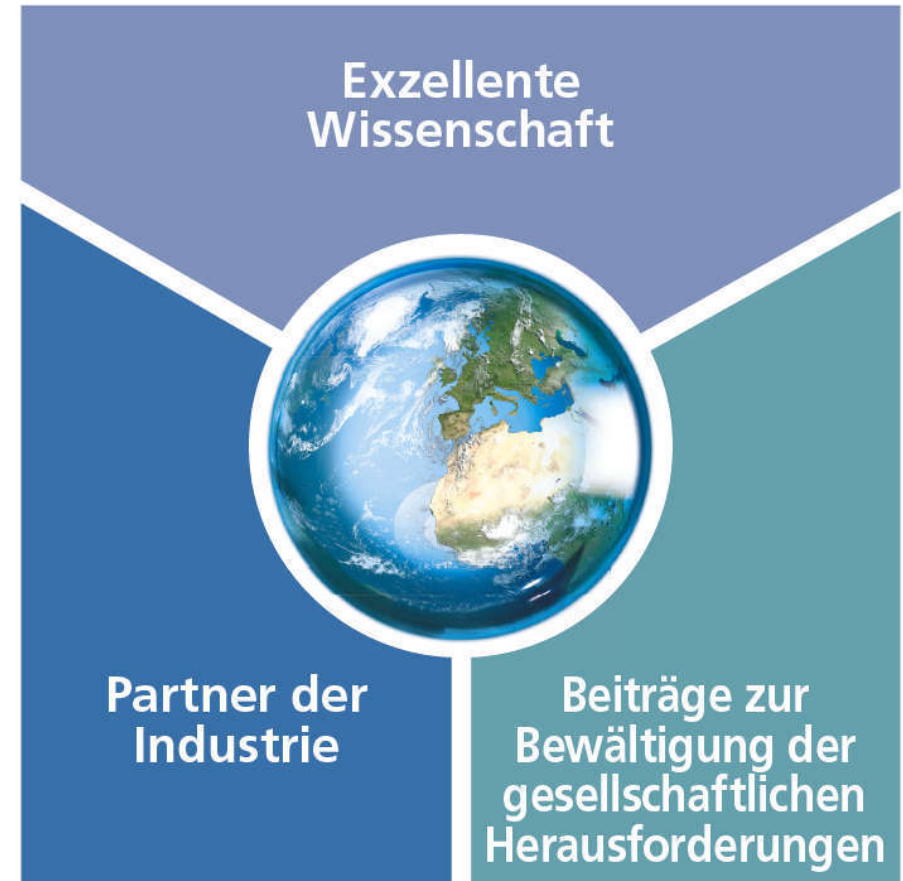 Exzellente
Wissenschaft
Partner der
Industrie
Beiträge zur
Bewältigung der
gesellschaftlichen
Herausforderungen